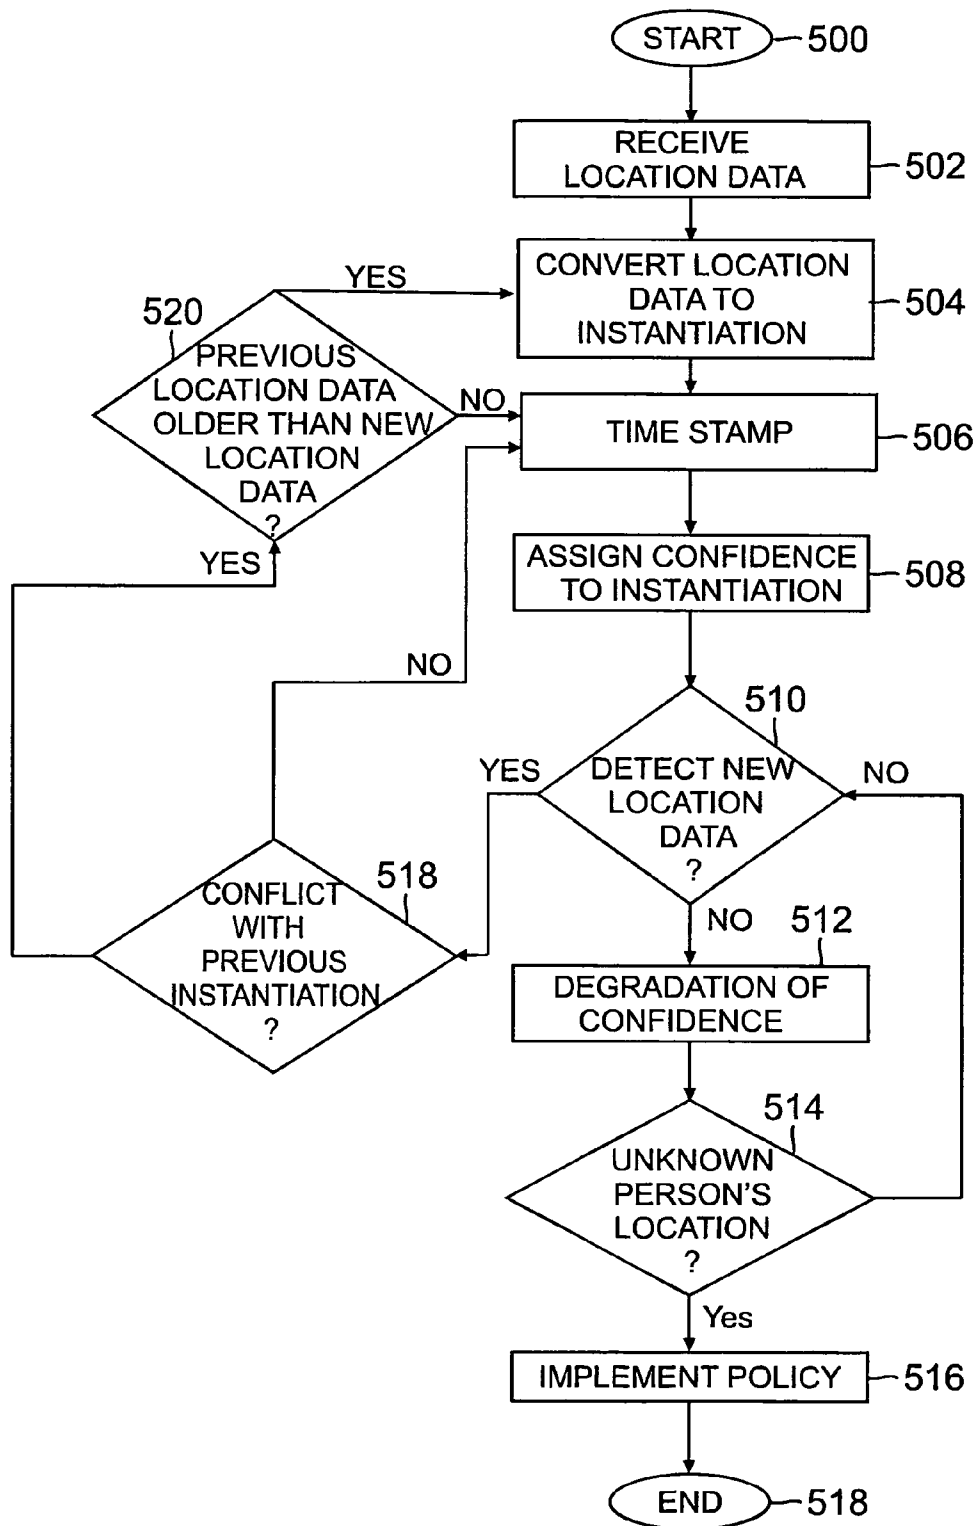 START
500
RECEIVE
LOCATION DATA
502
CONVERT LOCATION
DATA TO
INSTANTIATION
504
YES
520
PREVIOUS
LOCATION DATA
OLDER THAN NEW
LOCATION
DATA
?
NO
TIME STAMP
506
YES
ASSIGN CONFIDENCE
TO INSTANTIATION
508
NO
510
DETECT NEW
LOCATION
DATA
?
YES
NO
518
CONFLICT
WITH
PREVIOUS
INSTANTIATION
?
NO
512
DEGRADATION OF
CONFIDENCE
514
UNKNOWN
PERSON'S
LOCATION
?
Yes
IMPLEMENT POLICY
516
END
518